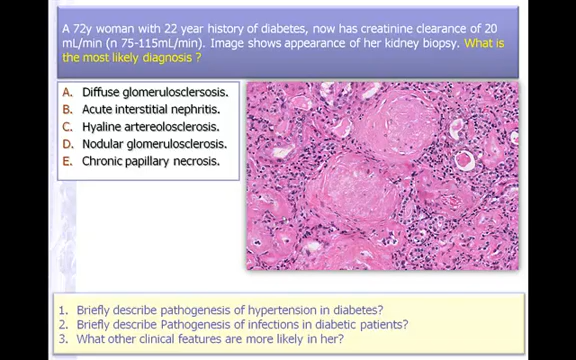 A 72y woman with 22 year history of diabetes, now has creatinine clearance of 20
mL/min (n 75-115mL/min). Image shows appearance of her kidney biopsy. What is
the most likely diagnosis ?
A. Diffuse glomerulosclersosis.
B. Acute interstitial nephritis.
C. Hyaline artereolosclerosis.
D. Nodular glomerulosclerosis.
E. Chronic papillary necrosis.
1. Briefly describe pathogenesis of hypertension in diabetes?
2. Briefly describe Pathogenesis of infections in diabetic patients?
3. What other clinical features are more likely in her?